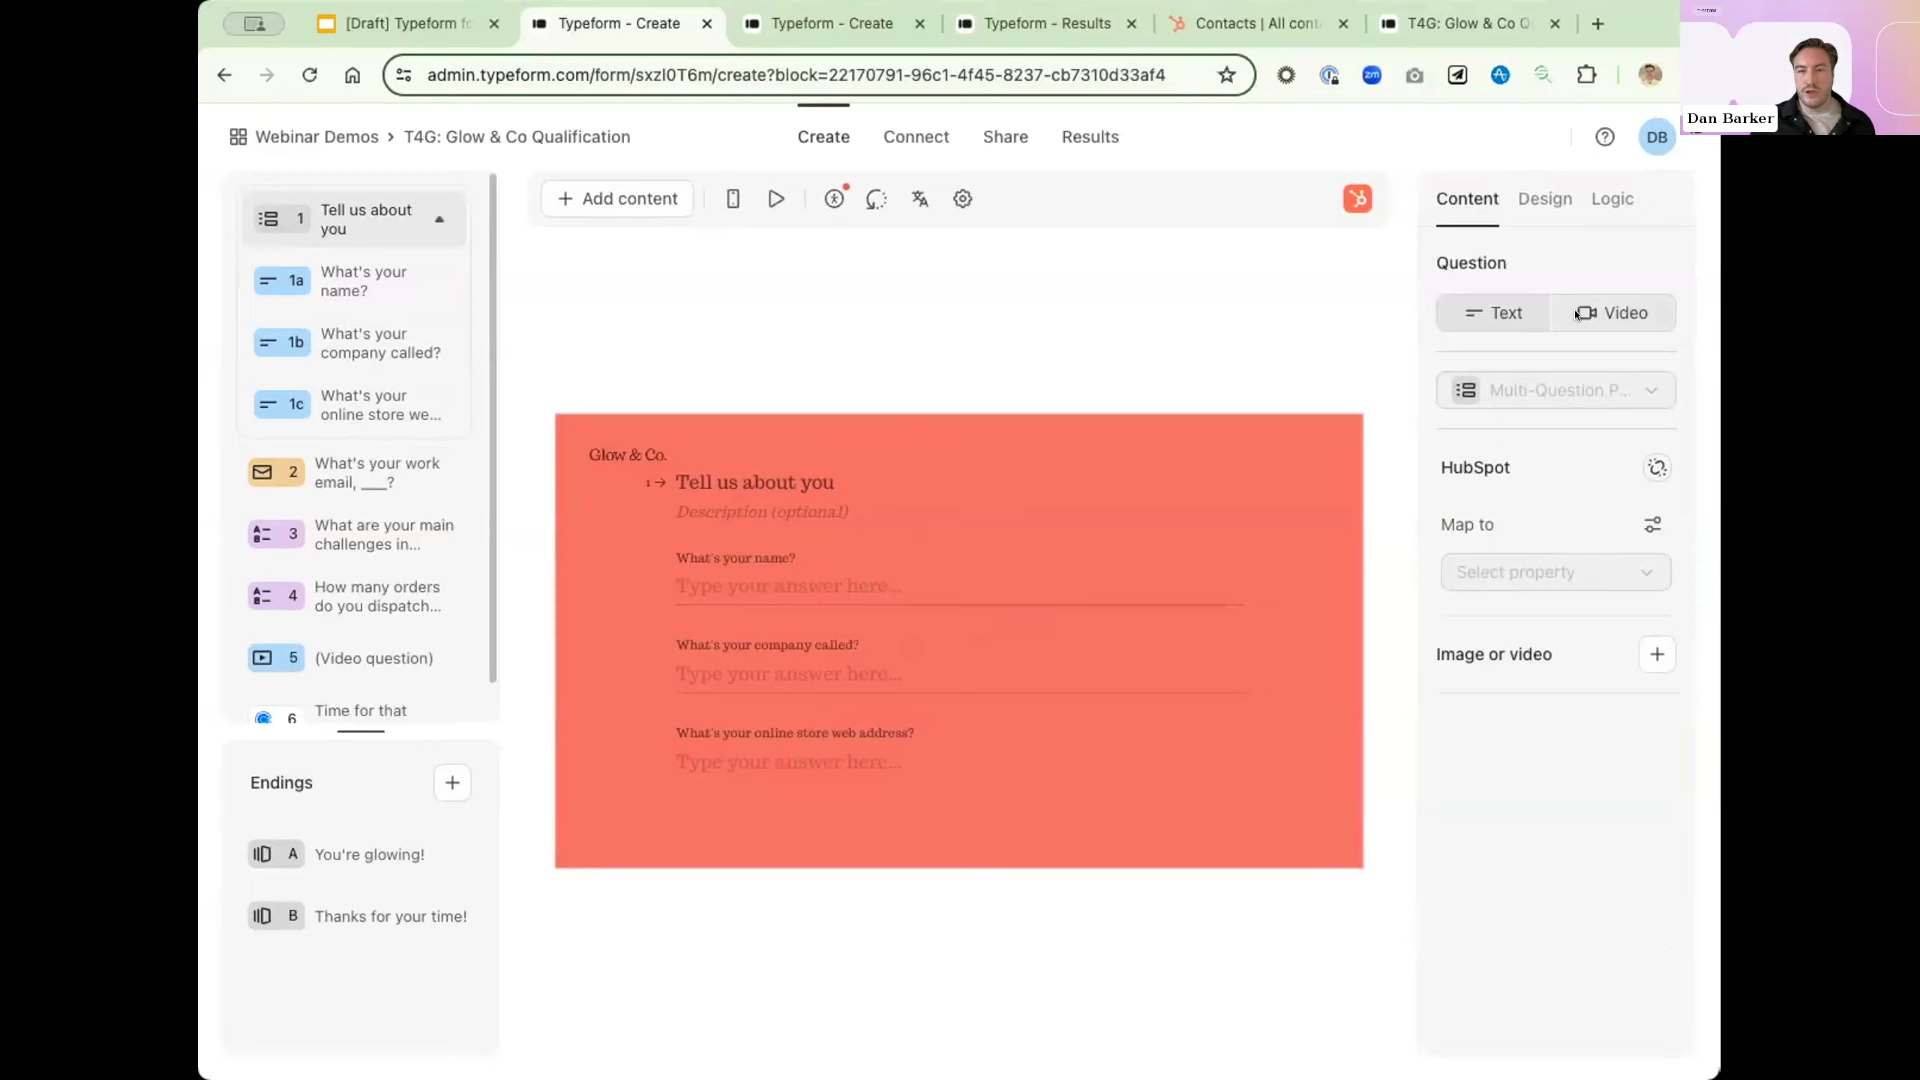 [Draft] Typeform fo
Typeform - Create
Typeform - Create
Typeform - Results
Contacts | All cont
T4G: Glow & Co Q
admin.typeform.com/form/sxzl0T6m/create?block=22170791-96c1-4f45-8237-cb7310d33af4
zm
Dan Barker
Webinar Demos > T4G: Glow & Co Qualification
Create
Connect
Share
Results
DB
1 Tell us about
you
1a What's your
name?
1b What's your
company called?
1c What's your
online store we...
2 What's your work
email, ____?
3 What are your main
challenges in...
4 How many orders
do you dispatch...
5 (Video question)
6 Time for that
Endings
A You're glowing!
B Thanks for your time!
+ Add content
Glow & Co.
1 → Tell us about you
Description (optional)
What's your name?
Type your answer here...
What's your company called?
Type your answer here...
What's your online store web address?
Type your answer here...
Content
Design
Logic
Question
Text
Video
Multi-Question P...
HubSpot
Map to
Select property
Image or video